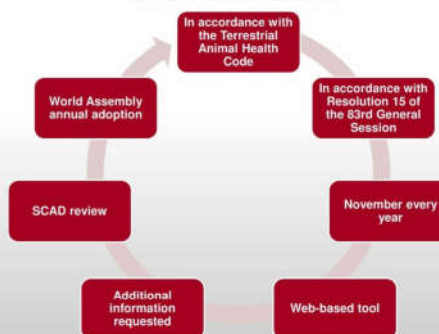 In accordance with
the Terrestrial
Animal Health
Code
In accordance with
Resolution 15 of
the 83rd General
Session
November every
year
Web-based tool
Additional
information
requested
SCAD review
World Assembly
annual adoption